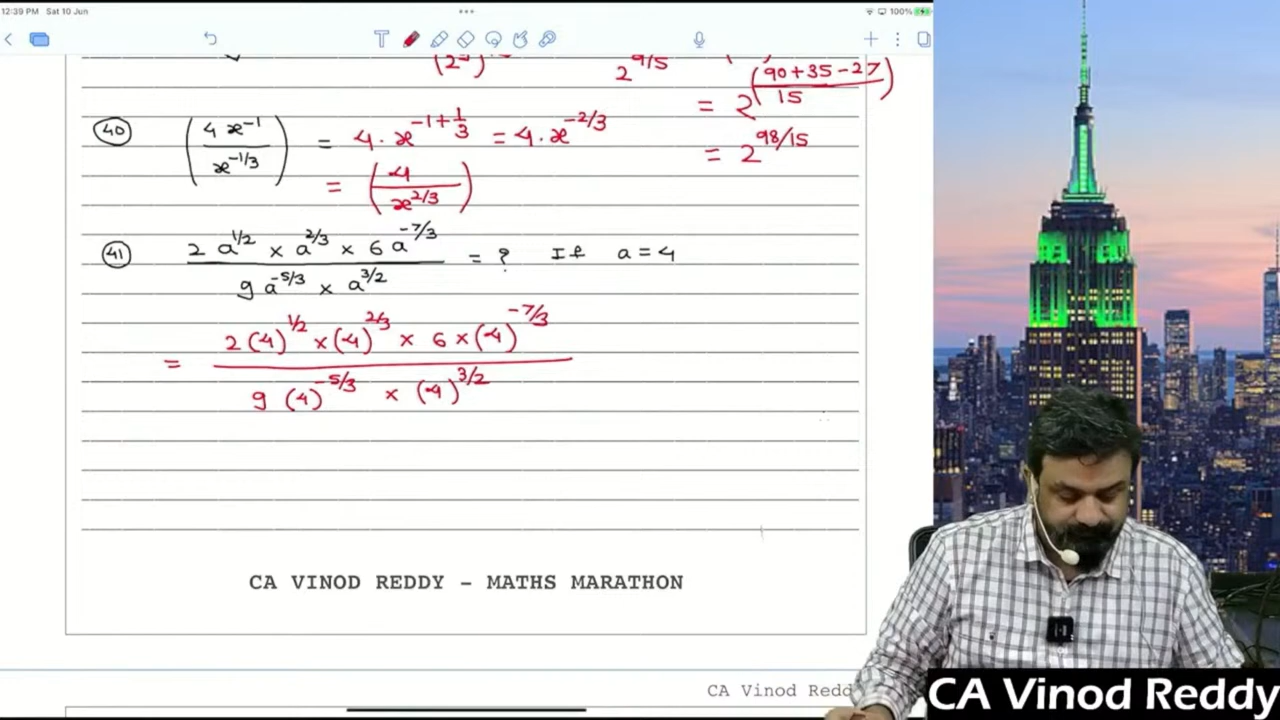 12:39 PM Sat 10 Jun
100%
T
2^{9/5}
= 2^{(90+35-27)/15}
= 2^{98/15}
40 (4x^{-1} / x^{-1/3}) = 4·x^{-1+1/3} = 4·x^{-2/3}
= (4 / x^{2/3})
41 2a^{1/2} × a^{2/3} × 6a^{-7/3} / 9a^{-5/3} × a^{3/2} = ? If a = 4
= 2(4)^{1/2} × (4)^{2/3} × 6 × (4)^{-7/3} / 9(4)^{-5/3} × (4)^{3/2}
CA VINOD REDDY - MATHS MARATHON
CA Vinod Redd
CA Vinod Reddy